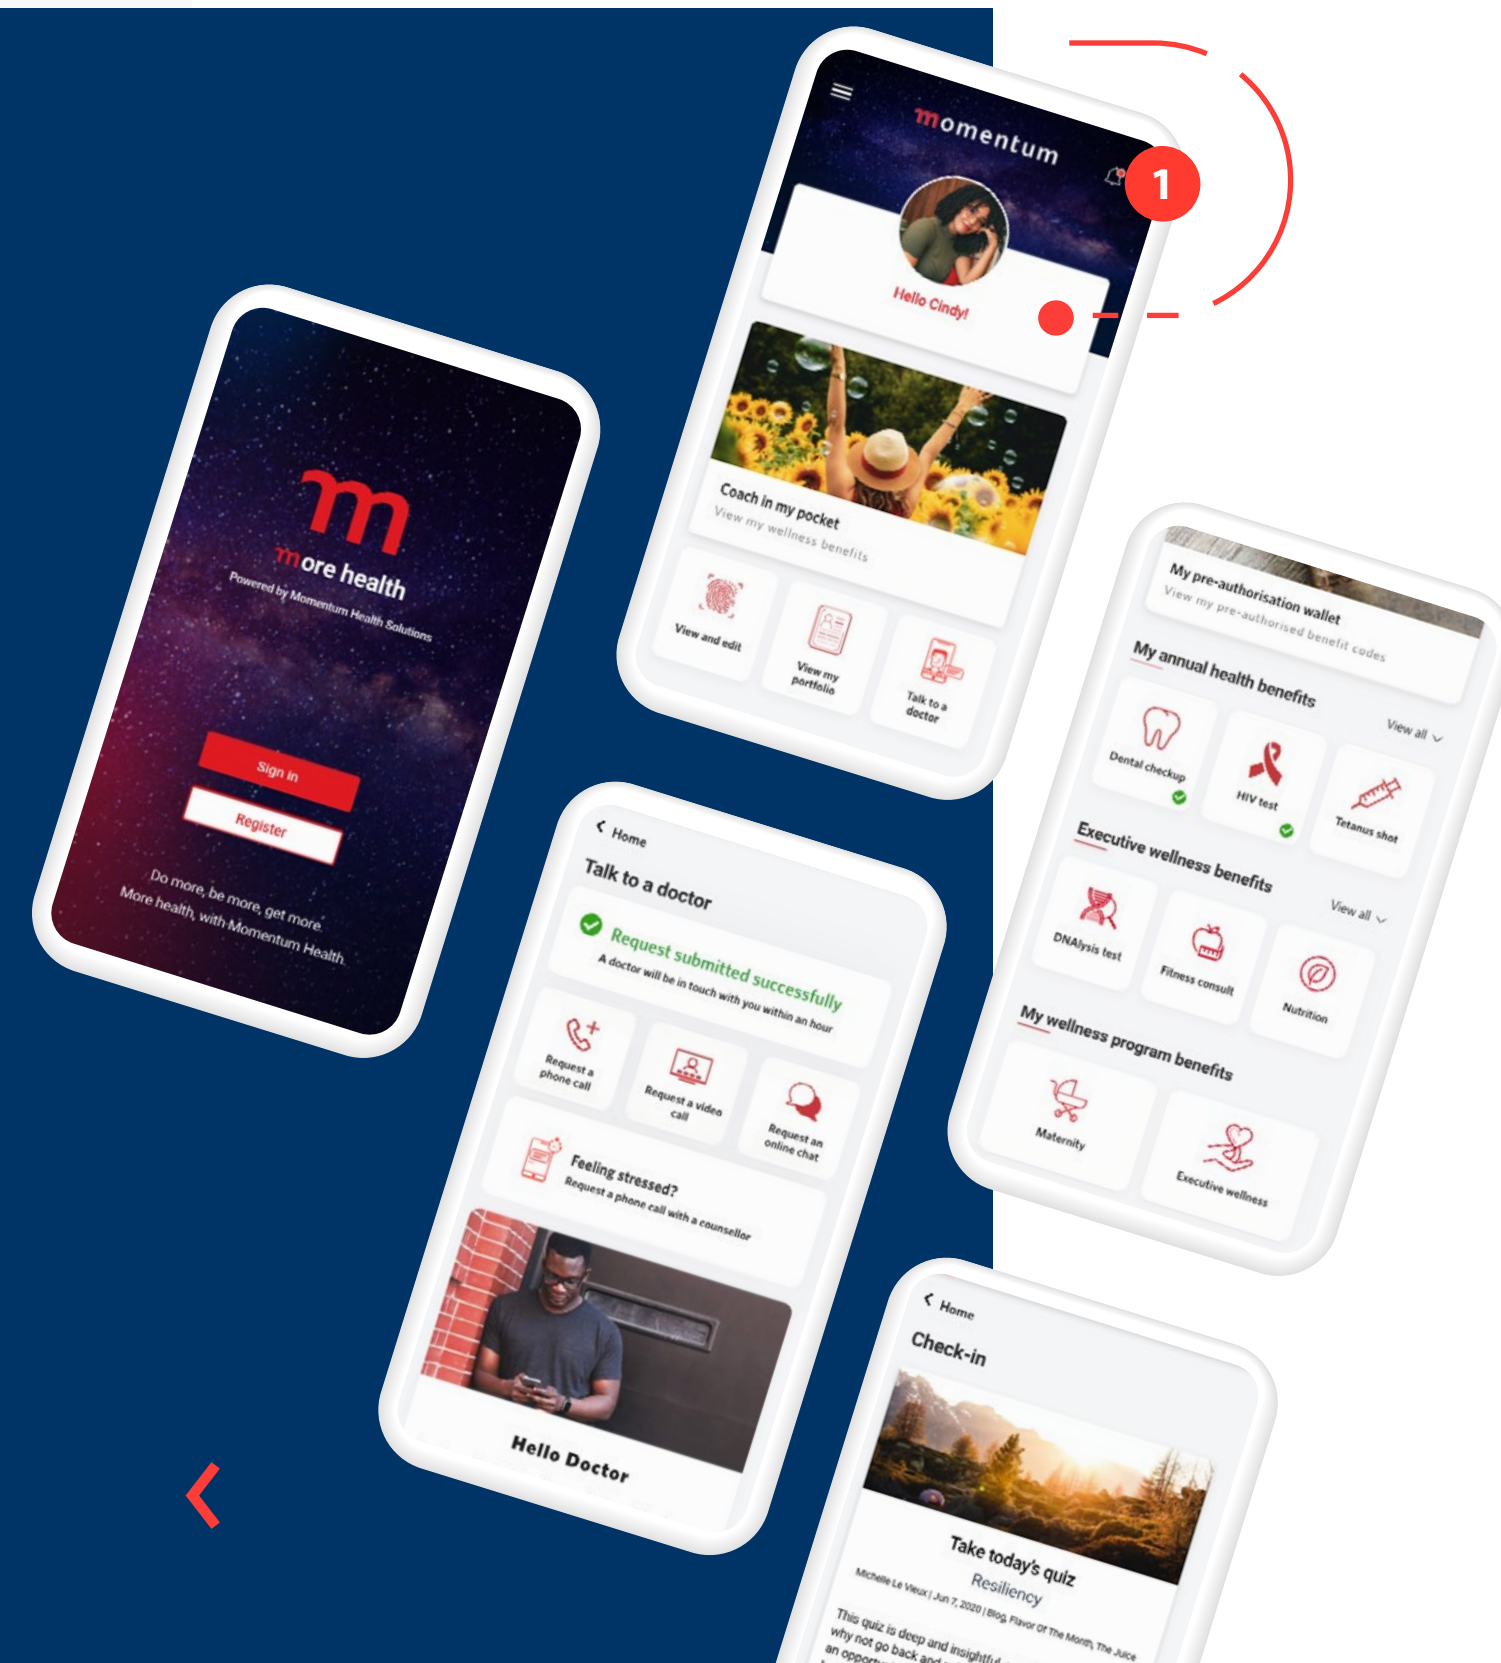 momentum
1
Hello Cindy!
Coach in my pocket
View my wellness benefits
View and edit
View my
portfolio
Talk to a
doctor
m
more health
Powered by Momentum Health Solutions
Sign in
Register
Do more, be more, get more.
More health, with Momentum Health.
My pre-authorisation wallet
View my pre-authorised benefit codes
My annual health benefits
View all
Dental checkup
HIV test
Tetanus shot
Executive wellness benefits
View all
DNAlysis test
Fitness consult
Nutrition
My wellness program benefits
Maternity
Executive wellness
Home
Talk to a doctor
Request submitted successfully
A doctor will be in touch with you within an hour
Request a
phone call
Request a video
call
Request an
online chat
Feeling stressed?
Request a phone call with a counsellor
Hello Doctor
Home
Check-in
Take today's quiz
Resiliency
Michelle Le Vieux | Jun 7, 2020 | Blog, Flavor Of The Month, The Juice
This quiz is deep and insightful
why not go back and
an